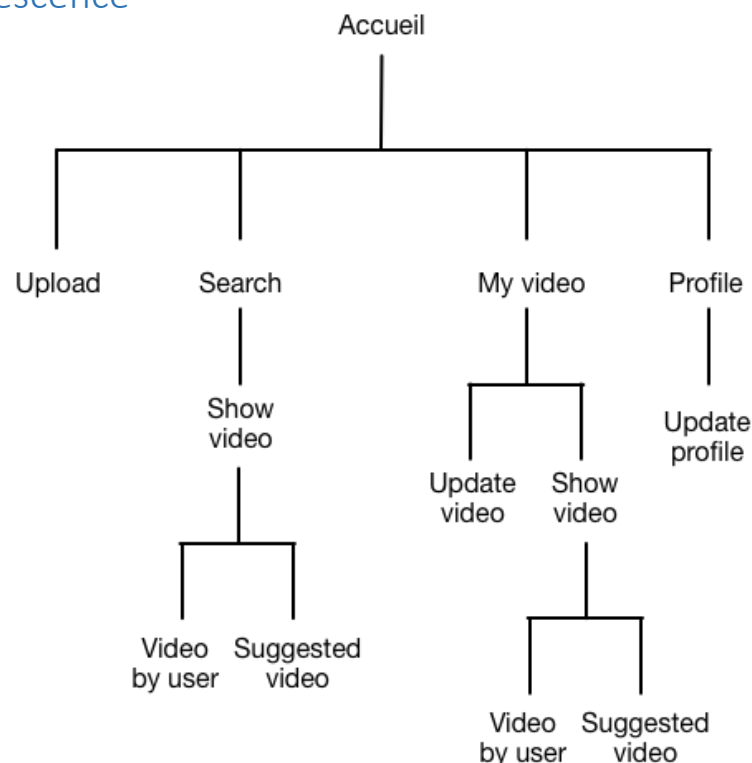 Accueil
Upload
Search
My video
Profile
Show
video
Update
profile
Update
video
Show
video
Video
by user
Suggested
video
Video
by user
Suggested
video